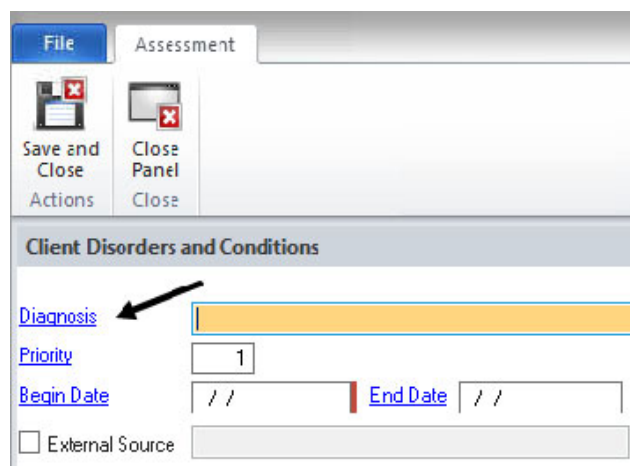 File Assessment
Save and Close
Close Panel
Actions Close
Client Disorders and Conditions
Diagnosis
Priority 1
Begin Date / / End Date / /
External Source